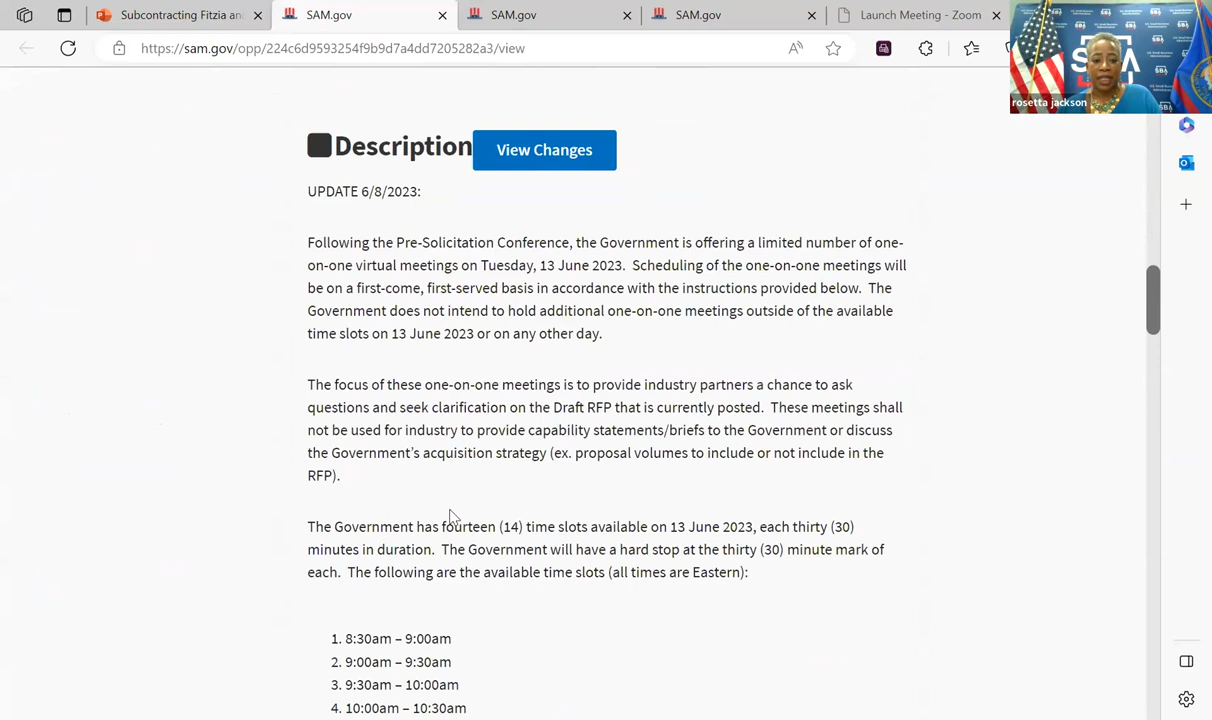 Subcontracting Fitzia an
SAM.gov
SAM.gov
SAM.gov
Launch Meeting - Zoom
https://sam.gov/opp/224c6d9593254f9b9d7a4dd7205282a3/view
SBA
rosetta jackson
Description
View Changes
UPDATE 6/8/2023:
Following the Pre-Solicitation Conference, the Government is offering a limited number of one-
on-one virtual meetings on Tuesday, 13 June 2023.  Scheduling of the one-on-one meetings will
be on a first-come, first-served basis in accordance with the instructions provided below.  The
Government does not intend to hold additional one-on-one meetings outside of the available
time slots on 13 June 2023 or on any other day.
The focus of these one-on-one meetings is to provide industry partners a chance to ask
questions and seek clarification on the Draft RFP that is currently posted.  These meetings shall
not be used for industry to provide capability statements/briefs to the Government or discuss
the Government’s acquisition strategy (ex. proposal volumes to include or not include in the
RFP).
The Government has fourteen (14) time slots available on 13 June 2023, each thirty (30)
minutes in duration.  The Government will have a hard stop at the thirty (30) minute mark of
each.  The following are the available time slots (all times are Eastern):
1. 8:30am – 9:00am
2. 9:00am – 9:30am
3. 9:30am – 10:00am
4. 10:00am – 10:30am